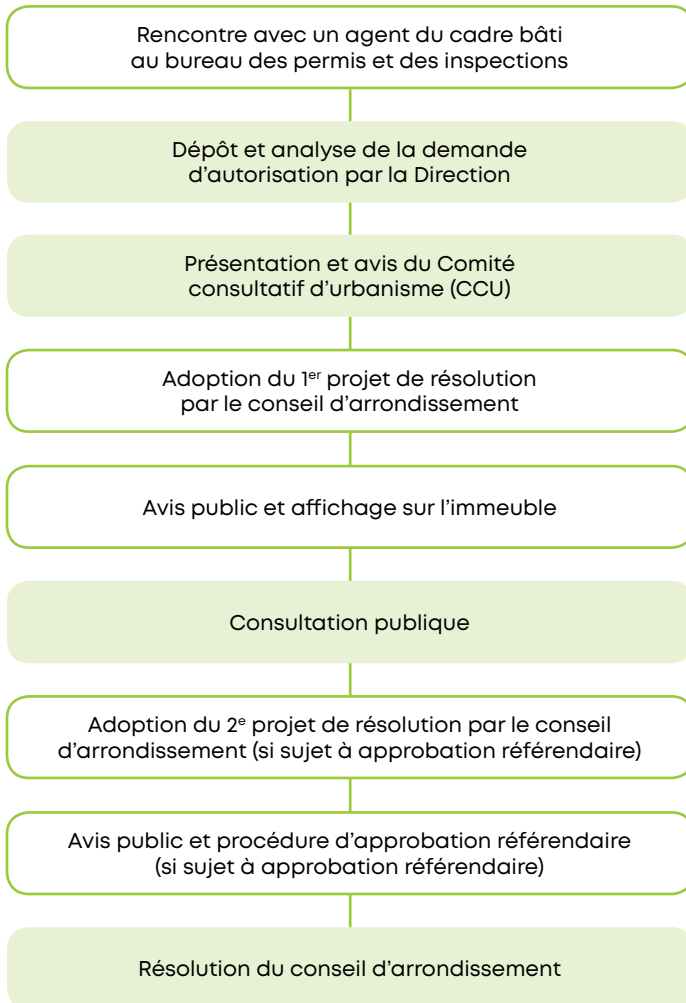 Rencontre avec un agent du cadre bâti
au bureau des permis et des inspections
Dépôt et analyse de la demande
d'autorisation par la Direction
Présentation et avis du Comité
consultatif d'urbanisme (CCU)
Adoption du 1er projet de résolution
par le conseil d'arrondissement
Avis public et affichage sur l'immeuble
Consultation publique
Adoption du 2e projet de résolution par le conseil
d'arrondissement (si sujet à approbation référendaire)
Avis public et procédure d'approbation référendaire
(si sujet à approbation référendaire)
Résolution du conseil d'arrondissement